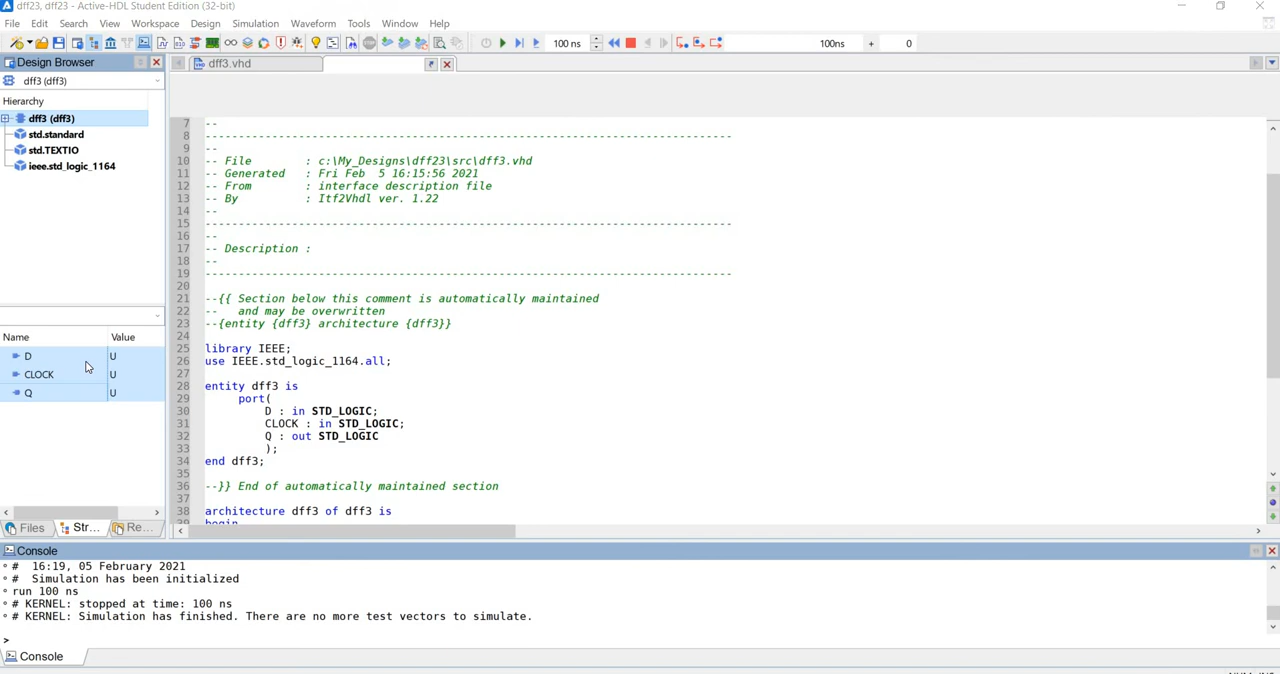 dff23, dff23 - Active-HDL Student Edition (32-bit)
File Edit Search View Workspace Design Simulation Waveform Tools Window Help
100 ns 100ns + 0
Design Browser
dff3.vhd
dff3 (dff3)
Hierarchy
dff3 (dff3)
std.standard
std.TEXTIO
ieee.std_logic_1164
Name Value
D U
CLOCK U
Q U
Files Str... Re...
7 --
8 -------------------------------------------------------------------------------
9 --
10 -- File : c:\My_Designs\dff23\src\dff3.vhd
11 -- Generated : Fri Feb 5 16:15:56 2021
12 -- From : interface description file
13 -- By : Itf2Vhdl ver. 1.22
14 --
15 -------------------------------------------------------------------------------
16 --
17 -- Description :
18 --
19 -------------------------------------------------------------------------------
20
21 --{{ Section below this comment is automatically maintained
22 -- and may be overwritten
23 --{entity {dff3} architecture {dff3}}
24
25 library IEEE;
26 use IEEE.std_logic_1164.all;
27
28 entity dff3 is
29 port(
30 D : in STD_LOGIC;
31 CLOCK : in STD_LOGIC;
32 Q : out STD_LOGIC
33 );
34 end dff3;
35
36 --}} End of automatically maintained section
37
38 architecture dff3 of dff3 is
39 begin
Console
# 16:19, 05 February 2021
# Simulation has been initialized
run 100 ns
# KERNEL: stopped at time: 100 ns
# KERNEL: Simulation has finished. There are no more test vectors to simulate.
>
Console